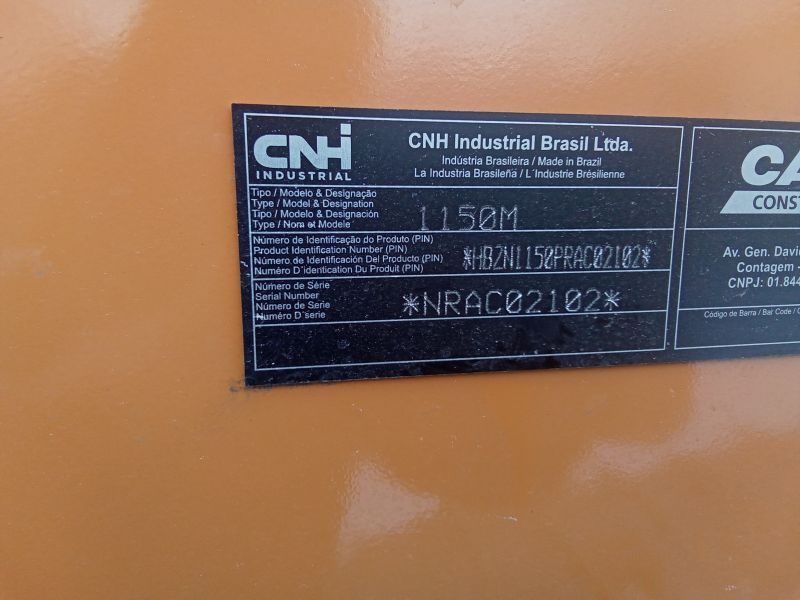 CNH
INDUSTRIAL
CNH Industrial Brasil Ltda.
Indústria Brasileira / Made in Brazil
La Industria Brasileña / L´Industrie Brésilienne
Tipo / Modelo & Designação
Type / Model & Designation
Tipo / Modelo & Designación
Type / Nom et Modele
1150M
Número de Identificação do Produto (PIN)
Product Identification Number (PIN)
Número de Identificación Del Producto (PIN)
Numéro D´identication Du Produit (PIN)
*HBZN1150PRAC02102*
Número de Série
Serial Number
Número de Serie
Numéro D´serie
*NRAC02102*
CA
CONST
Av. Gen. David
Contagem -
CNPJ: 01.844
Código de Barra / Bar Code / C